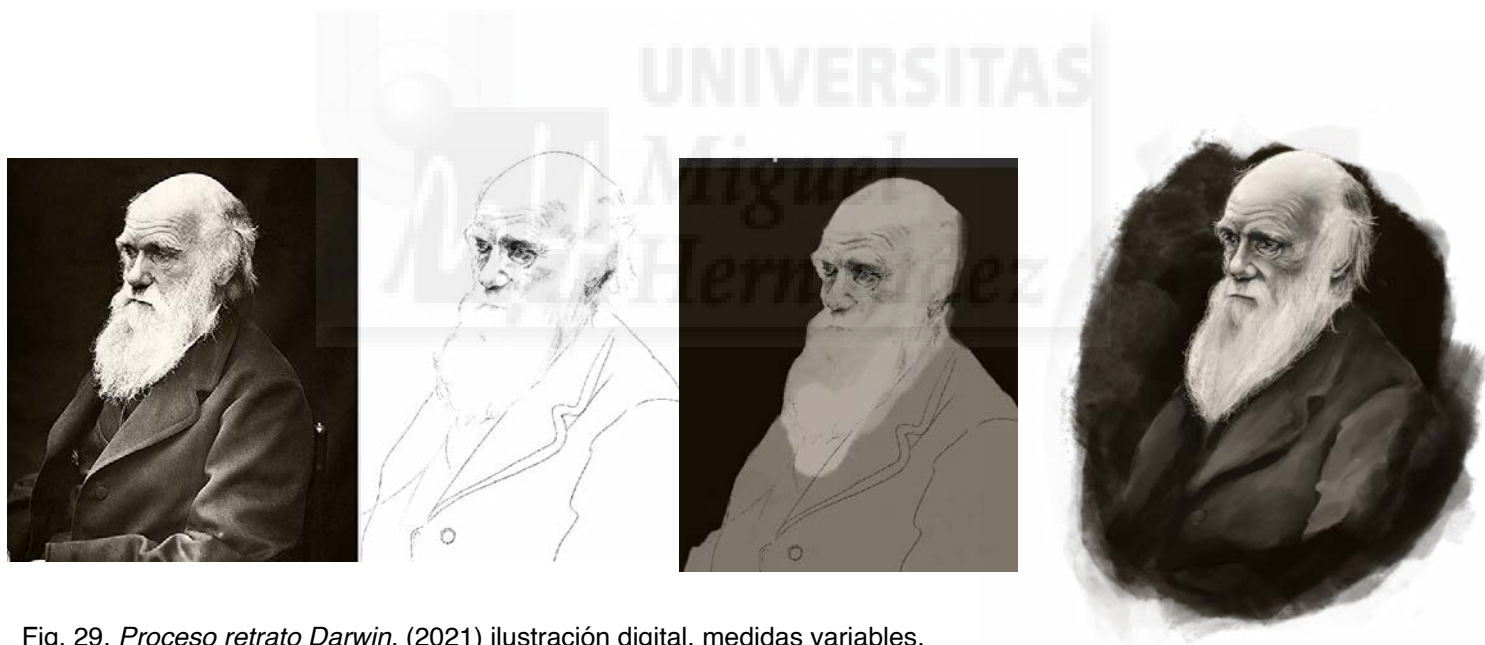 UNIVERSITAS
Miguel
Hernández
Fig. 29. Proceso retrato Darwin. (2021) ilustración digital. medidas variables.